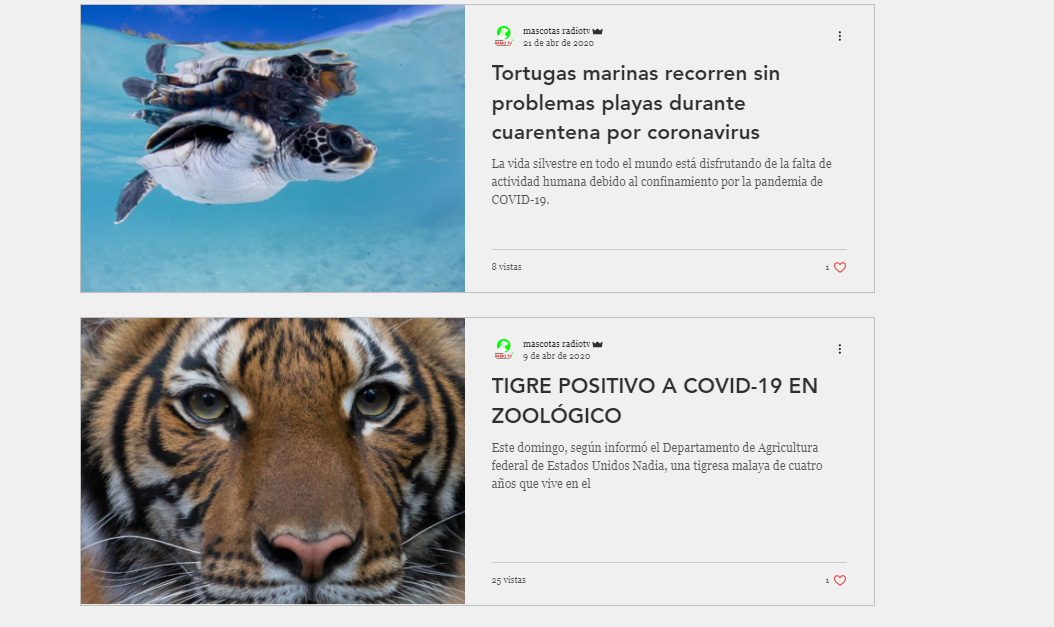 mascotas radiotv
21 de abr de 2020
Tortugas marinas recorren sin
problemas playas durante
cuarentena por coronavirus
La vida silvestre en todo el mundo está disfrutando de la falta de
actividad humana debido al confinamiento por la pandemia de
COVID-19.
8 vistas
1
mascotas radiotv
9 de abr de 2020
TIGRE POSITIVO A COVID-19 EN
ZOOLÓGICO
Este domingo, según informó el Departamento de Agricultura
federal de Estados Unidos Nadia, una tigresa malaya de cuatro
años que vive en el
25 vistas
1